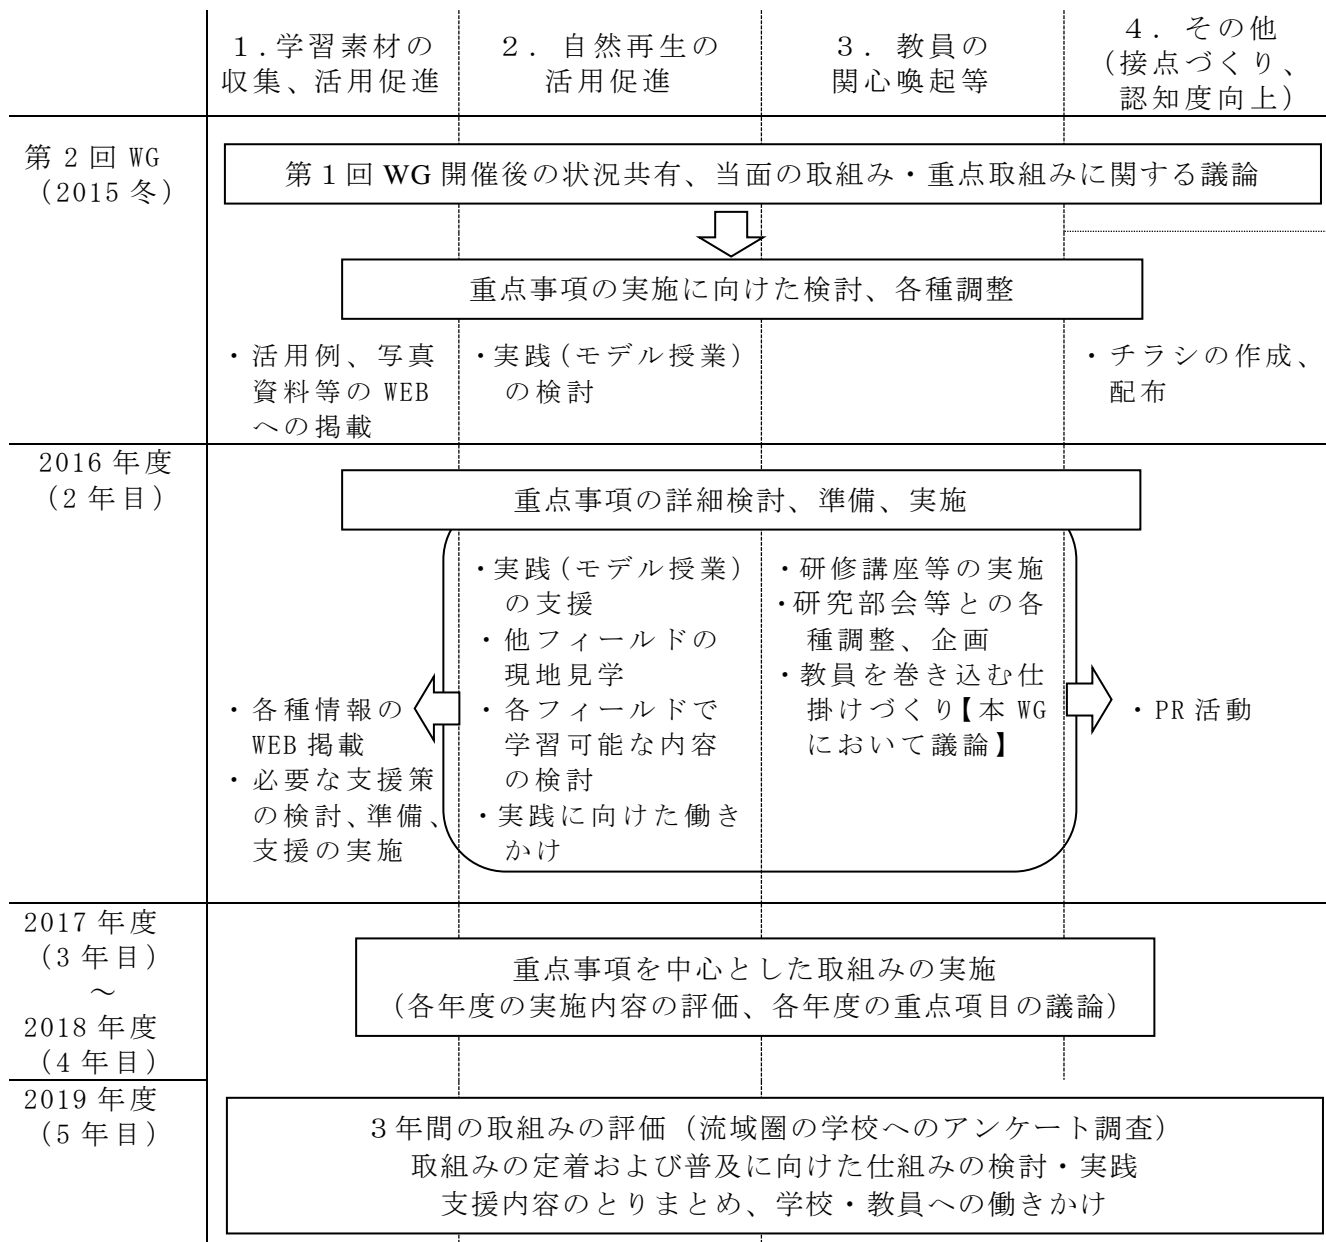 １.学習素材の
収集、活用促進
２．自然再生の
活用促進
３．教員の
関心喚起等
４．その他
(接点づくり、
認知度向上)
第２回 WG
(2015 冬)
第１回 WG 開催後の状況共有、当面の取組み・重点取組みに関する議論
重点事項の実施に向けた検討、各種調整
・活用例、写真
資料等の WEB
への掲載
・実践(モデル授業)
の検討
・チラシの作成、
配布
2016 年度
(2 年目)
重点事項の詳細検討、準備、実施
・各種情報の
WEB 掲載
・必要な支援策
の検討、準備、
支援の実施
・実践(モデル授業)
の支援
・他フィールドの
現地見学
・各フィールドで
学習可能な内容
の検討
・実践に向けた働き
かけ
・研修講座等の実施
・研究部会等との各
種調整、企画
・教員を巻き込む仕
掛けづくり【本 WG
において議論】
・PR 活動
2017 年度
(3 年目)
～
2018 年度
(4 年目)
重点事項を中心とした取組みの実施
(各年度の実施内容の評価、各年度の重点項目の議論)
2019 年度
(5 年目)
３年間の取組みの評価（流域圏の学校へのアンケート調査）
取組みの定着および普及に向けた仕組みの検討・実践
支援内容のとりまとめ、学校・教員への働きかけ